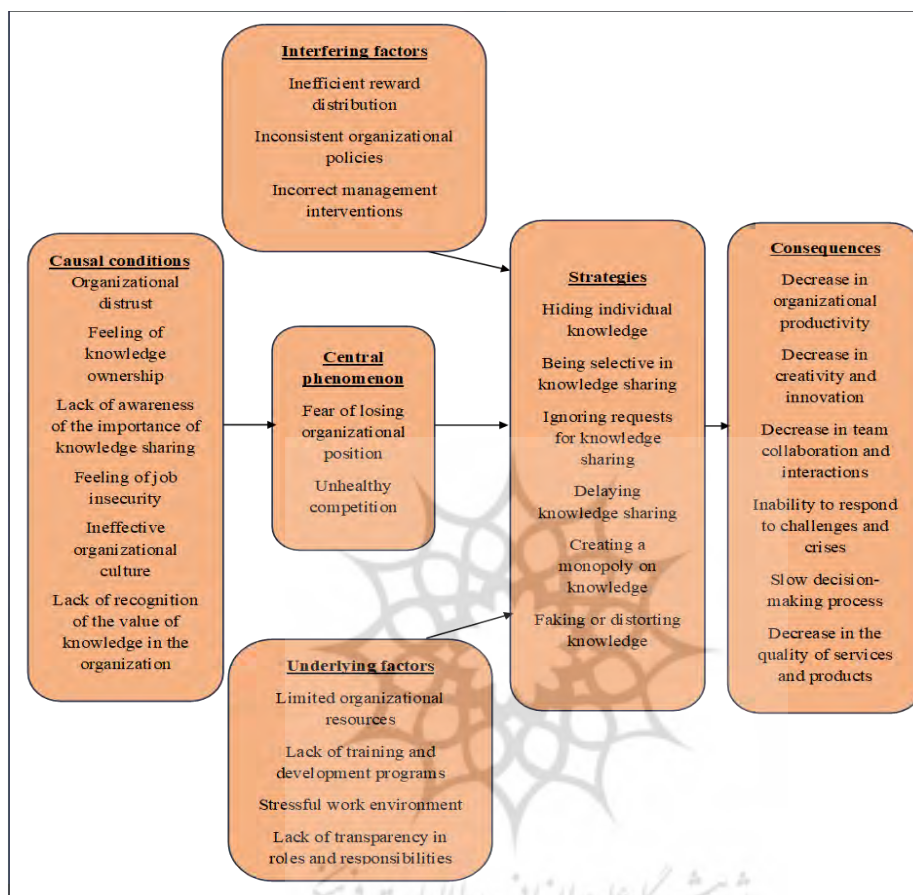 Interfering factors
Inefficient reward
distribution
Inconsistent organizational
policies
Incorrect management
interventions
Causal conditions
Organizational
distrust
Feeling of
knowledge
ownership
Lack of awareness
of the importance of
knowledge sharing
Feeling of job
insecurity
Ineffective
organizational
culture
Lack of recognition
of the value of
knowledge in the
organization
Central
phenomenon
Fear of losing
organizational
position
Unhealthy
competition
Underlying factors
Limited organizational
resources
Lack of training and
development programs
Stressful work environment
Lack of transparency in
roles and responsibilities
Strategies
Hiding individual
knowledge
Being selective in
knowledge sharing
Ignoring requests
for knowledge
sharing
Delaying
knowledge sharing
Creating a
monopoly on
knowledge
Faking or distorting
knowledge
Consequences
Decrease in
organizational
productivity
Decrease in
creativity and
innovation
Decrease in team
collaboration and
interactions
Inability to respond
to challenges and
crises
Slow decision-
making process
Decrease in the
quality of services
and products